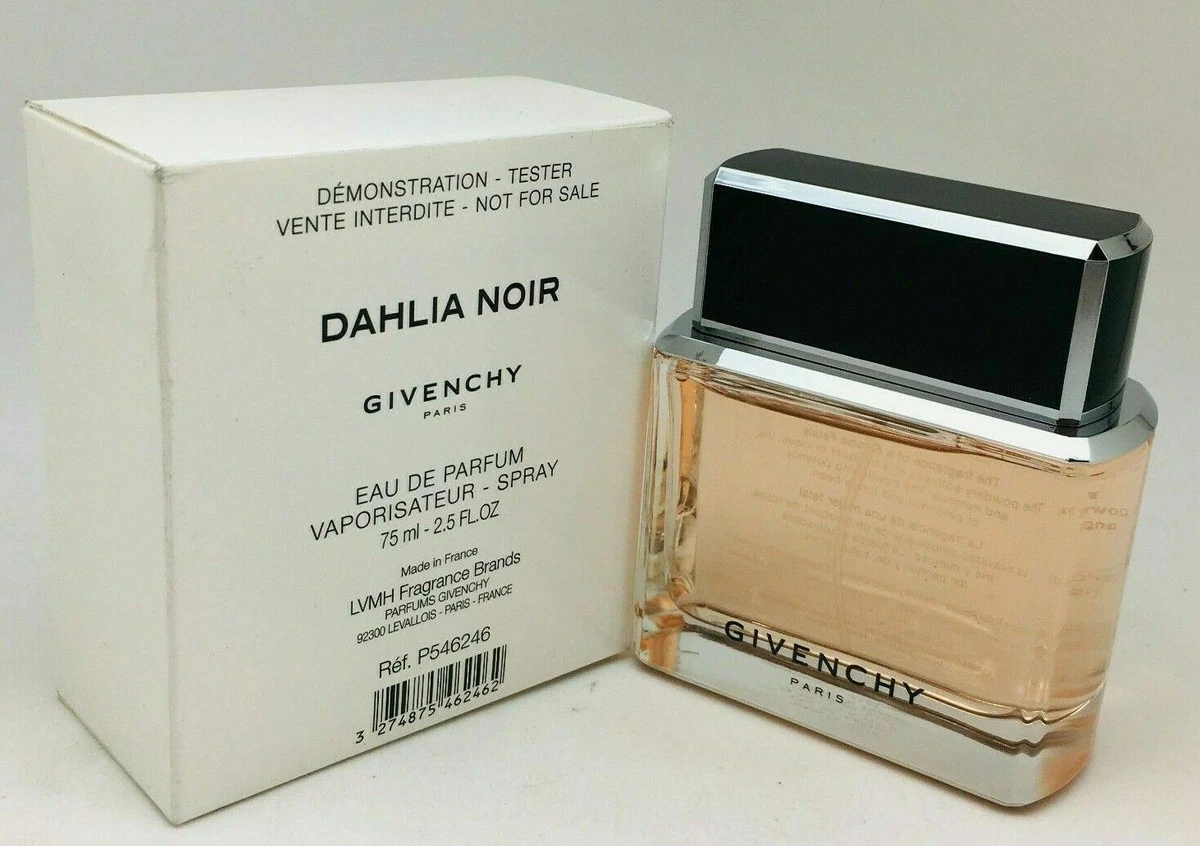 DÉMONSTRATION - TESTER
VENTE INTERDITE - NOT FOR SALE
DAHLIA NOIR
GIVENCHY
PARIS
EAU DE PARFUM
VAPORISATEUR - SPRAY
75 ml - 2.5 FL.OZ
Made in France
LVMH Fragrance Brands
PARFUMS GIVENCHY
92300 LEVALLOIS - PARIS - FRANCE
Réf. P546246
3 274875 462462
GIVENCHY
PARIS